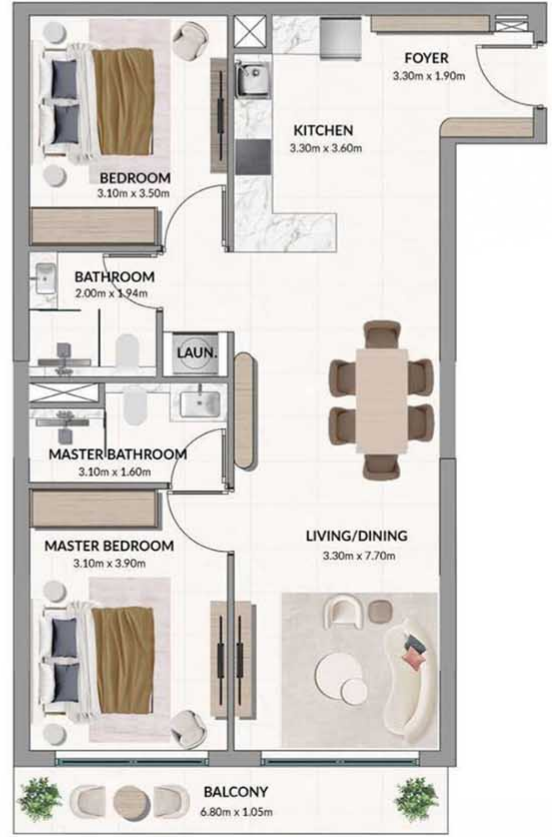 FOYER
3.30m x 1.90m
KITCHEN
3.30m x 3.60m
BEDROOM
3.10m x 3.50m
BATHROOM
2.00m x 1.94m
LAUN.
MASTER BATHROOM
3.10m x 1.60m
LIVING/DINING
3.30m x 7.70m
MASTER BEDROOM
3.10m x 3.90m
BALCONY
6.80m x 1.05m